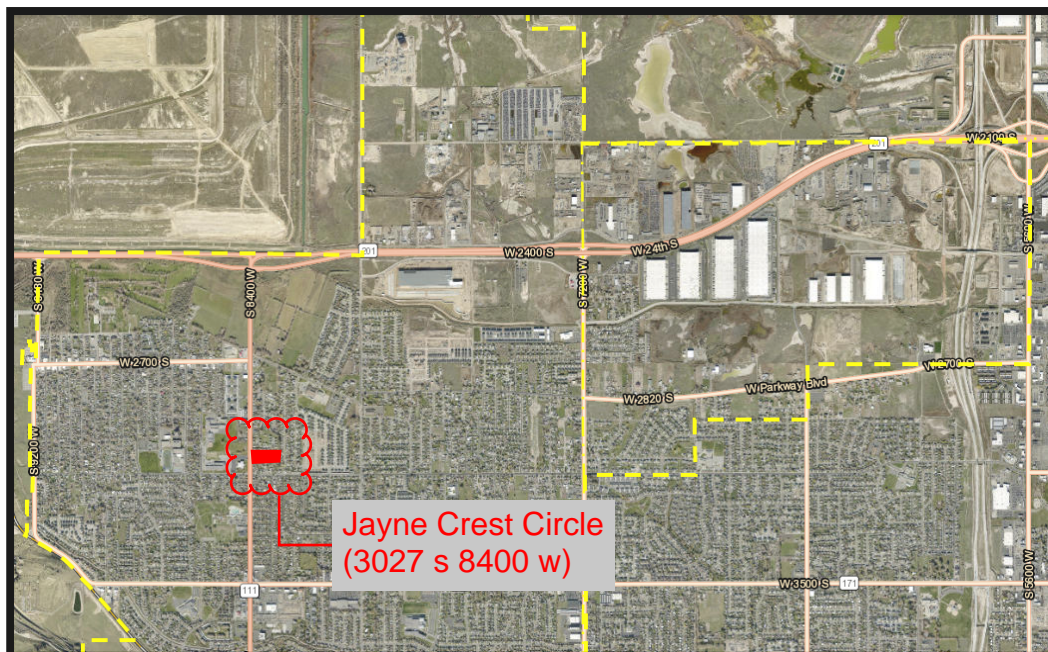 W 2100 S
201
S 5600 W
201
W 2400 S
W 24th S
S 8400 W
S 7200 W
W 2700 S
W 2700 S
W Parkway Blvd
W 2820 S
S 9200 W
Jayne Crest Circle
(3027 s 8400 w)
W 3500 S
171
111
S 5600 W